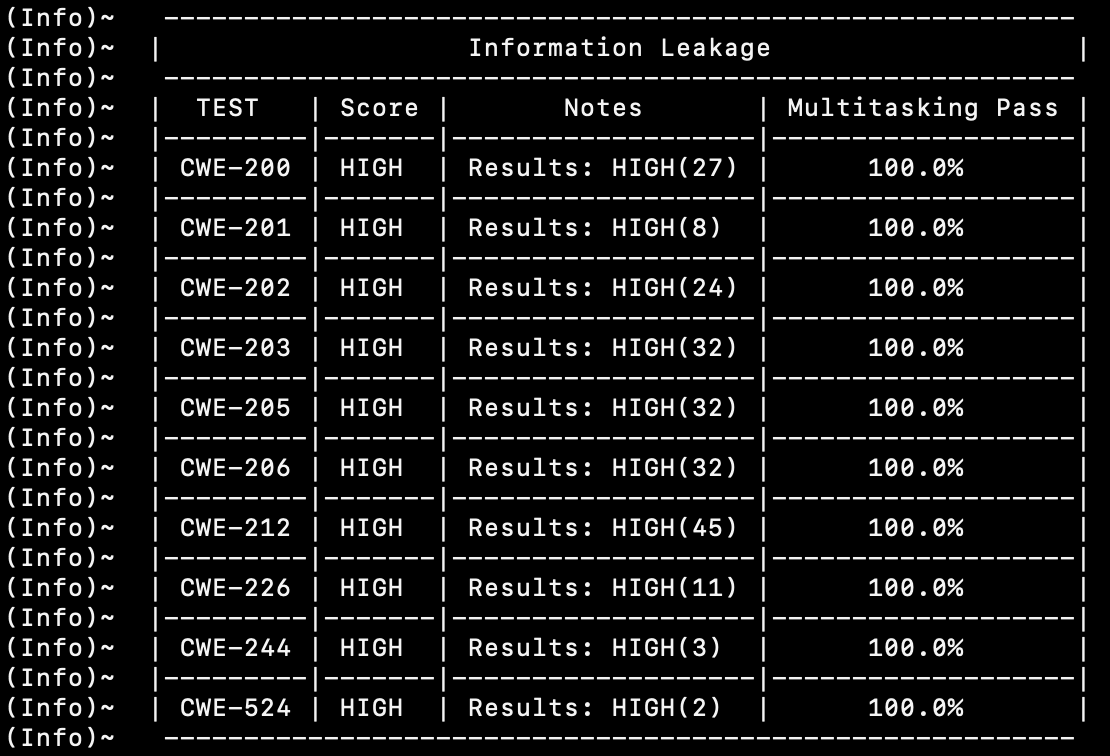 (Info)~   ---------------------------------------------------------
(Info)~  |                   Information Leakage                   |
(Info)~   ---------------------------------------------------------
(Info)~  |  TEST   | Score |       Notes       | Multitasking Pass |
(Info)~  |---------|-------|-------------------|-------------------|
(Info)~  | CWE-200 | HIGH  | Results: HIGH(27) |      100.0%       |
(Info)~  |---------|-------|-------------------|-------------------|
(Info)~  | CWE-201 | HIGH  | Results: HIGH(8)  |      100.0%       |
(Info)~  |---------|-------|-------------------|-------------------|
(Info)~  | CWE-202 | HIGH  | Results: HIGH(24) |      100.0%       |
(Info)~  |---------|-------|-------------------|-------------------|
(Info)~  | CWE-203 | HIGH  | Results: HIGH(32) |      100.0%       |
(Info)~  |---------|-------|-------------------|-------------------|
(Info)~  | CWE-205 | HIGH  | Results: HIGH(32) |      100.0%       |
(Info)~  |---------|-------|-------------------|-------------------|
(Info)~  | CWE-206 | HIGH  | Results: HIGH(32) |      100.0%       |
(Info)~  |---------|-------|-------------------|-------------------|
(Info)~  | CWE-212 | HIGH  | Results: HIGH(45) |      100.0%       |
(Info)~  |---------|-------|-------------------|-------------------|
(Info)~  | CWE-226 | HIGH  | Results: HIGH(11) |      100.0%       |
(Info)~  |---------|-------|-------------------|-------------------|
(Info)~  | CWE-244 | HIGH  | Results: HIGH(3)  |      100.0%       |
(Info)~  |---------|-------|-------------------|-------------------|
(Info)~  | CWE-524 | HIGH  | Results: HIGH(2)  |      100.0%       |
(Info)~   ---------------------------------------------------------